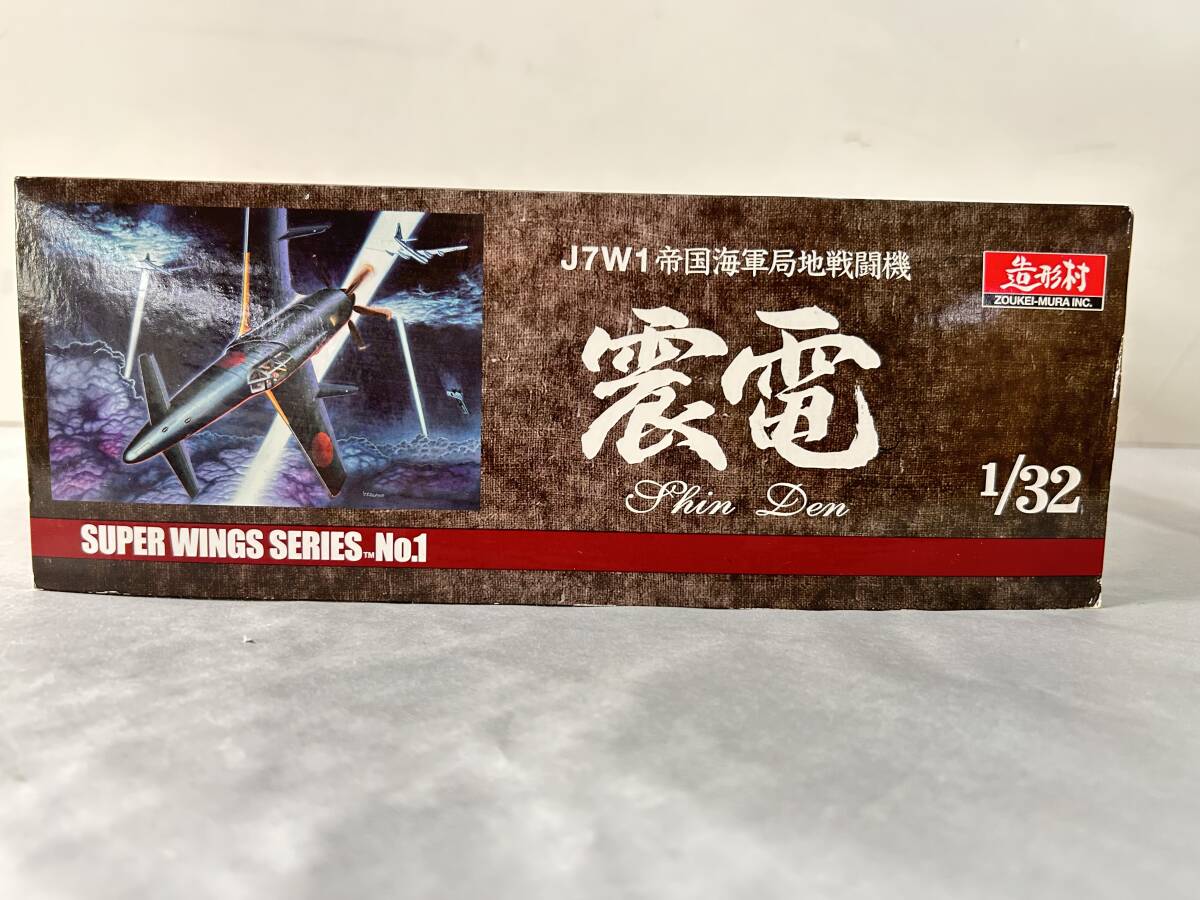 J7W1帝国海軍局地戦闘機
造形村
ZOUKEI-MURA INC.
震電
Shin Den
1/32
SUPER WINGS SERIES™ No.1